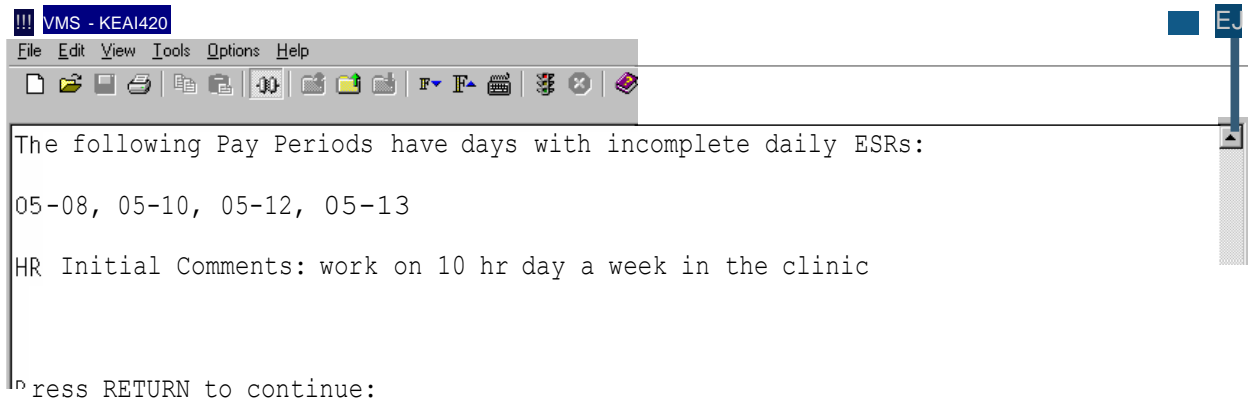 !!! VMS - KEAI420 EJ
File Edit View Tools Options Help
The following Pay Periods have days with incomplete daily ESRs:
05-08, 05-10, 05-12, 05-13
HR Initial Comments: work on 10 hr day a week in the clinic
Press RETURN to continue: